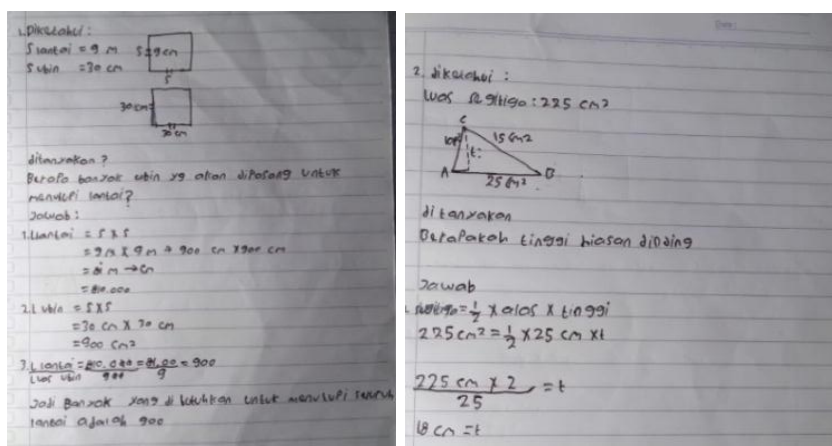 1. Diketahui :
S lantai = 9 m
S ubin = 30 cm
S = 9 cm
S
30 cm
30 cm
ditanyakan ?
Berapa banyak ubin yg akan dipasang untuk
menutupi lantai ?
Jawab :
1. L lantai = S x S
= 9 m x 9 m → 900 cm x 900 cm
= m → cm
= 810.000
2. L ubin = S x S
= 30 cm x 30 cm
= 900 cm²
3. L lantai = 810.000 = 81.00 = 900
Luas ubin 900 9
Jadi Banyak yang di butuhkan untuk menutupi seluruh
lantai adalah 900
2. diketahui :
luas segitiga : 225 cm²
C
15 cm²
t :
A B
25 cm²
ditanyakan
Berapakah tinggi hiasan dinding
Jawab
L segitiga = 1/2 x alas x tinggi
225 cm² = 1/2 x 25 cm x t
225 cm x 2 = t
25
18 cm = t